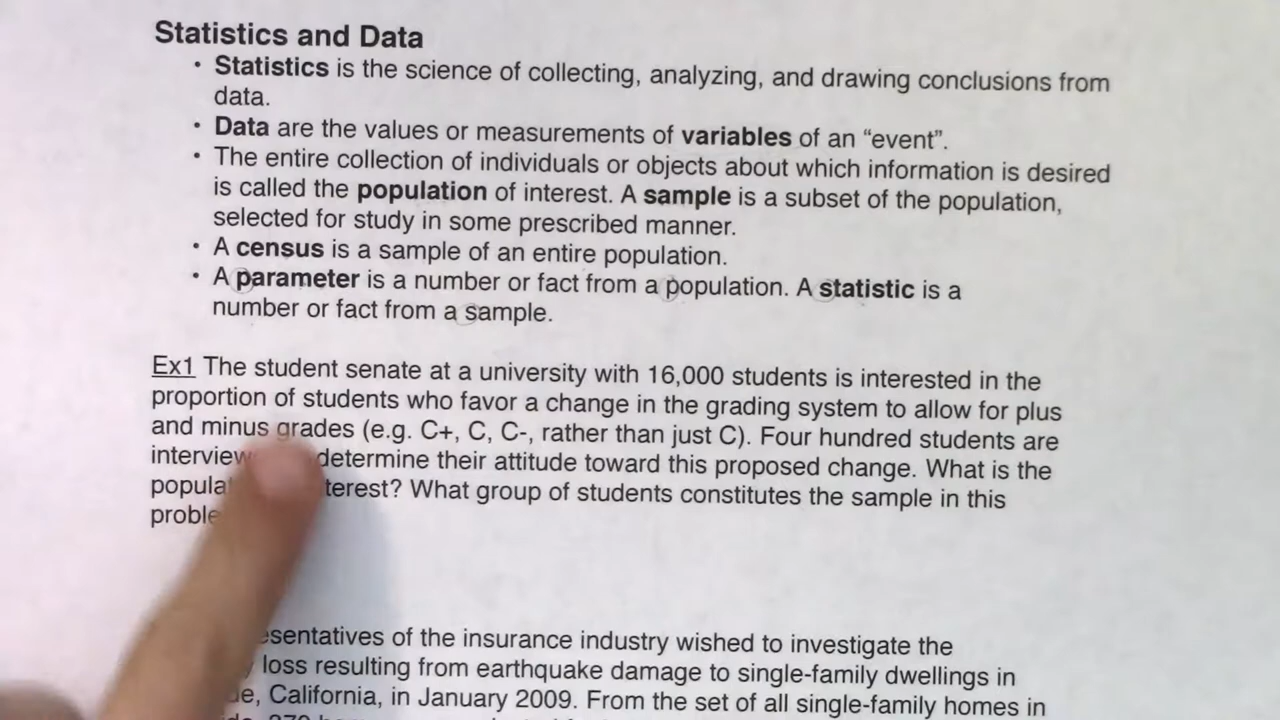 Statistics and Data
• Statistics is the science of collecting, analyzing, and drawing conclusions from
data.
• Data are the values or measurements of variables of an “event”.
• The entire collection of individuals or objects about which information is desired
is called the population of interest. A sample is a subset of the population,
selected for study in some prescribed manner.
• A census is a sample of an entire population.
• A parameter is a number or fact from a population. A statistic is a
number or fact from a sample.
Ex1 The student senate at a university with 16,000 students is interested in the
proportion of students who favor a change in the grading system to allow for plus
and minus grades (e.g. C+, C, C-, rather than just C). Four hundred students are
determine their attitude toward this proposed change. What is the
What group of students constitutes the sample in this
of the insurance industry wished to investigate the
loss resulting from earthquake damage to single-family dwellings in
California, in January 2009. From the set of all single-family homes in